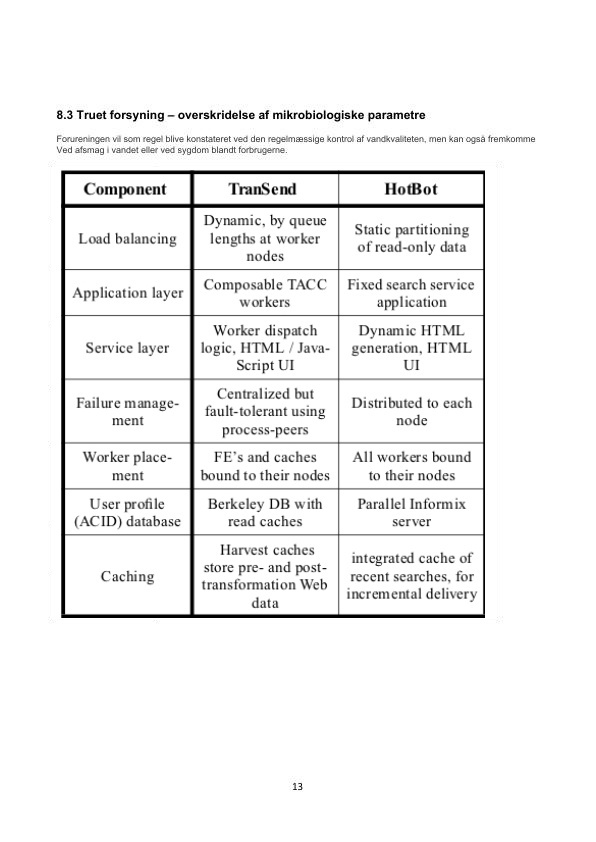 8.3 Truet forsyning – overskridelse af mikrobiologiske parametre
Forureningen vil som regel blive konstateret ved den regelmæssige kontrol af vandkvaliteten, men kan også fremkomme
Ved afsmag i vandet eller ved sygdom blandt forbrugerne.
Component TranSend HotBot
Load balancing
Dynamic, by queue
lengths at worker
nodes
Static partitioning
of read-only data
Application layer
Composable TACC
workers
Fixed search service
application
Service layer
Worker dispatch
logic, HTML / Java-
Script UI
Dynamic HTML
generation, HTML
UI
Failure manage-
ment
Centralized but
fault-tolerant using
process-peers
Distributed to each
node
Worker place-
ment
FE's and caches
bound to their nodes
All workers bound
to their nodes
User profile
(ACID) database
Berkeley DB with
read caches
Parallel Informix
server
Caching
Harvest caches
store pre- and post-
transformation Web
data
integrated cache of
recent searches, for
incremental delivery
13